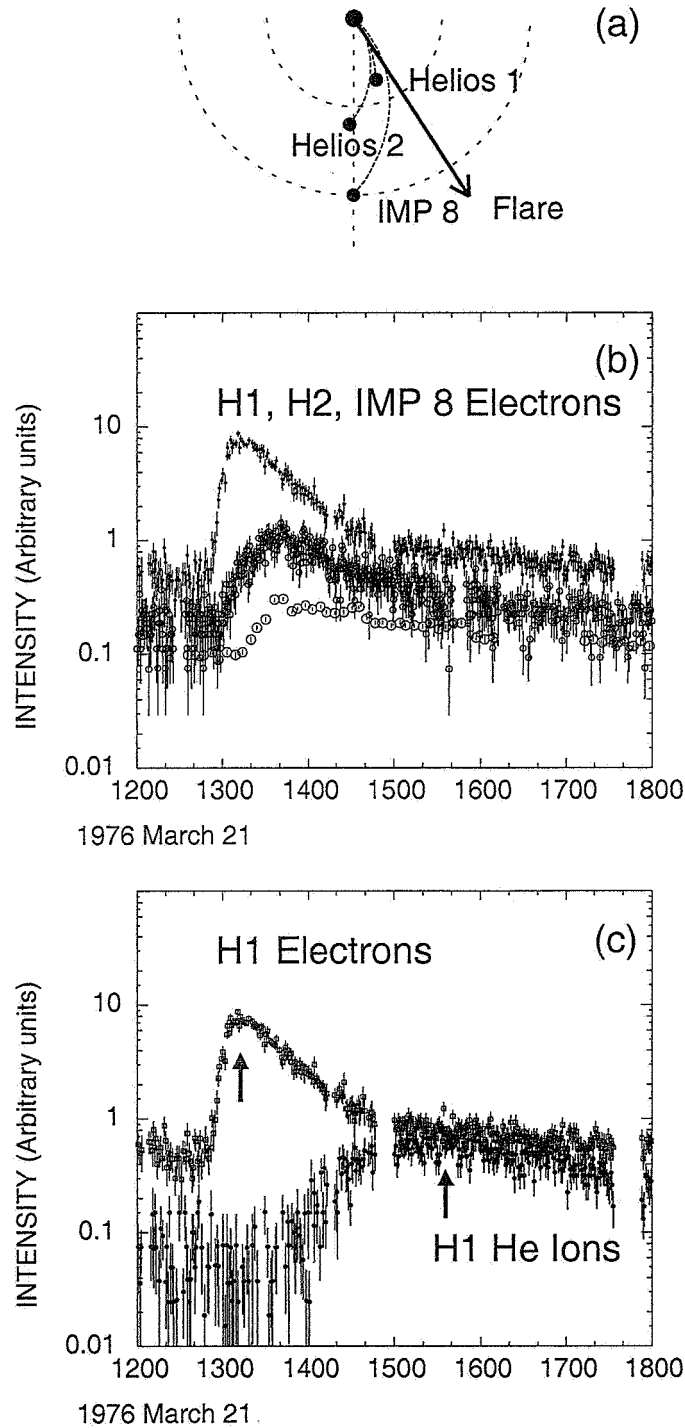 (a)
Helios 1
Helios 2
IMP 8
Flare
(b)
H1, H2, IMP 8 Electrons
INTENSITY (Arbitrary units)
10
1
0.1
0.01
1200 1300 1400 1500 1600 1700 1800
1976 March 21
(c)
H1 Electrons
INTENSITY (Arbitrary units)
10
1
0.1
0.01
H1 He Ions
1200 1300 1400 1500 1600 1700 1800
1976 March 21